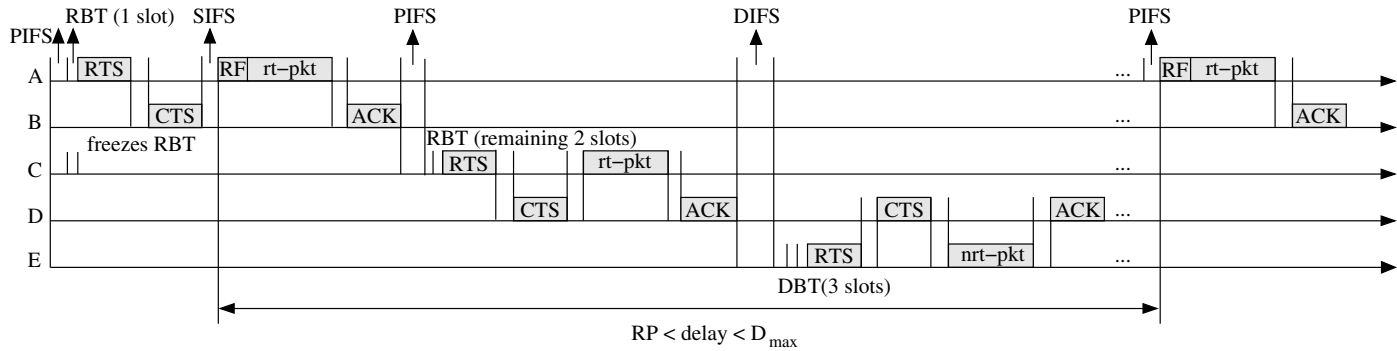 RBT (1 slot) SIFS PIFS DIFS PIFS
PIFS
A RTS RF rt−pkt ... RF rt−pkt
B CTS ACK ... ACK
freezes RBT RBT (remaining 2 slots)
C RTS rt−pkt ...
D CTS ACK CTS ACK ...
E RTS nrt−pkt ...
DBT(3 slots)
RP < delay < D max